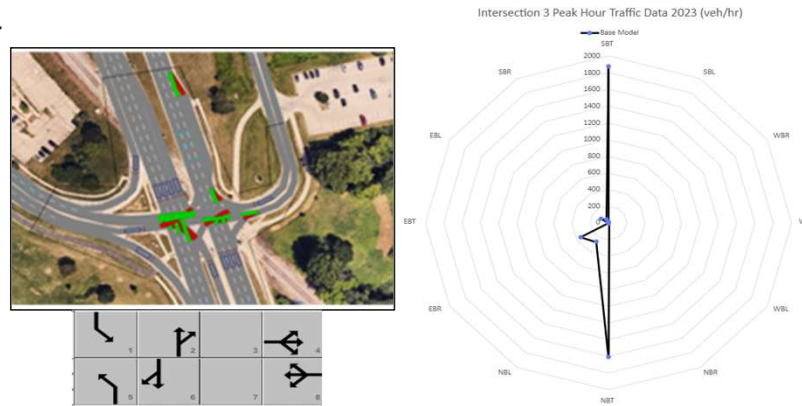 Intersection 3 Peak Hour Traffic Data 2023 (veh/hr)
Base Model
SBT
SBR
SBL
EBL
WBR
EBT
W
EBR
WBL
NBL
NBR
NBT
2000
1800
1600
1400
1200
1000
800
600
400
200
0
1 2 3 4
5 6 7 8